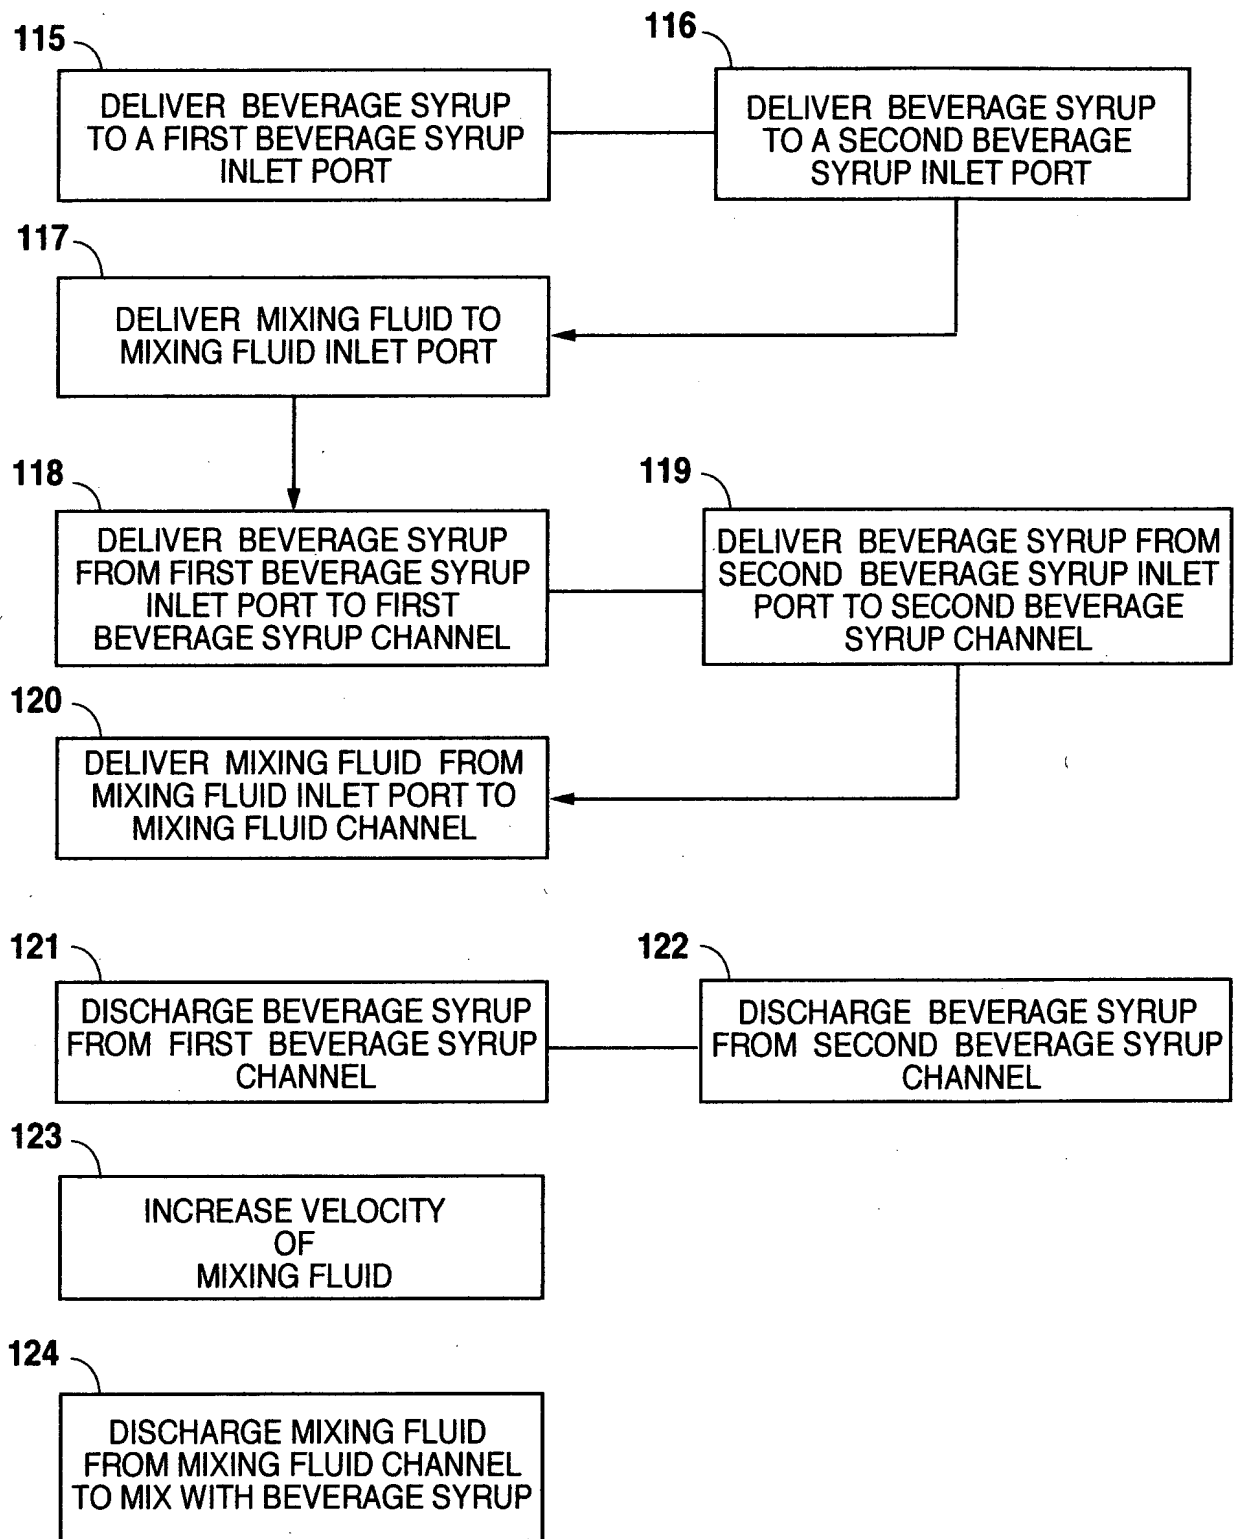 115
DELIVER BEVERAGE SYRUP
TO A FIRST BEVERAGE SYRUP
INLET PORT
116
DELIVER BEVERAGE SYRUP
TO A SECOND BEVERAGE
SYRUP INLET PORT
117
DELIVER MIXING FLUID TO
MIXING FLUID INLET PORT
118
DELIVER BEVERAGE SYRUP
FROM FIRST BEVERAGE SYRUP
INLET PORT TO FIRST
BEVERAGE SYRUP CHANNEL
119
DELIVER BEVERAGE SYRUP FROM
SECOND BEVERAGE SYRUP INLET
PORT TO SECOND BEVERAGE
SYRUP CHANNEL
120
DELIVER MIXING FLUID FROM
MIXING FLUID INLET PORT TO
MIXING FLUID CHANNEL
121
DISCHARGE BEVERAGE SYRUP
FROM FIRST BEVERAGE SYRUP
CHANNEL
122
DISCHARGE BEVERAGE SYRUP
FROM SECOND BEVERAGE SYRUP
CHANNEL
123
INCREASE VELOCITY
OF
MIXING FLUID
124
DISCHARGE MIXING FLUID
FROM MIXING FLUID CHANNEL
TO MIX WITH BEVERAGE SYRUP